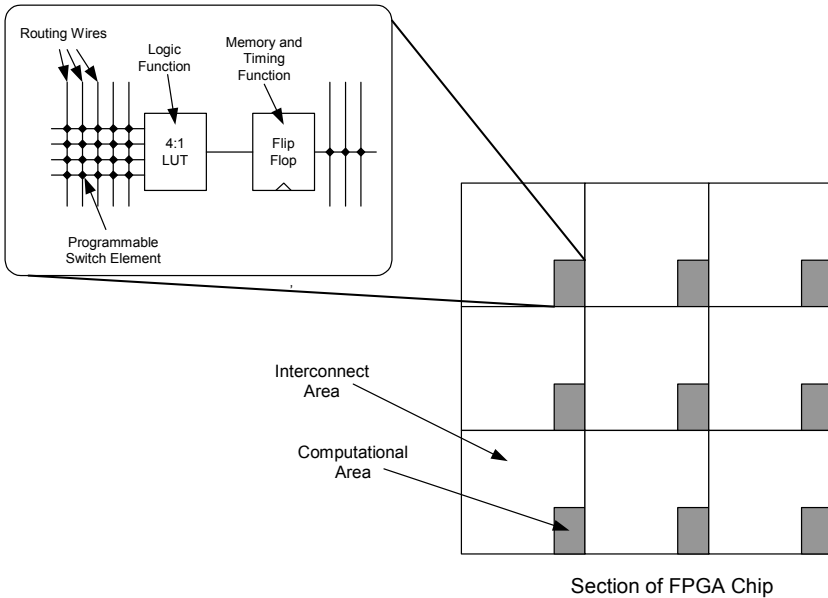 Routing Wires
Logic
Function
Memory and
Timing
Function
4:1
LUT
Flip
Flop
Programmable
Switch Element
,
Interconnect
Area
Computational
Area
Section of FPGA Chip